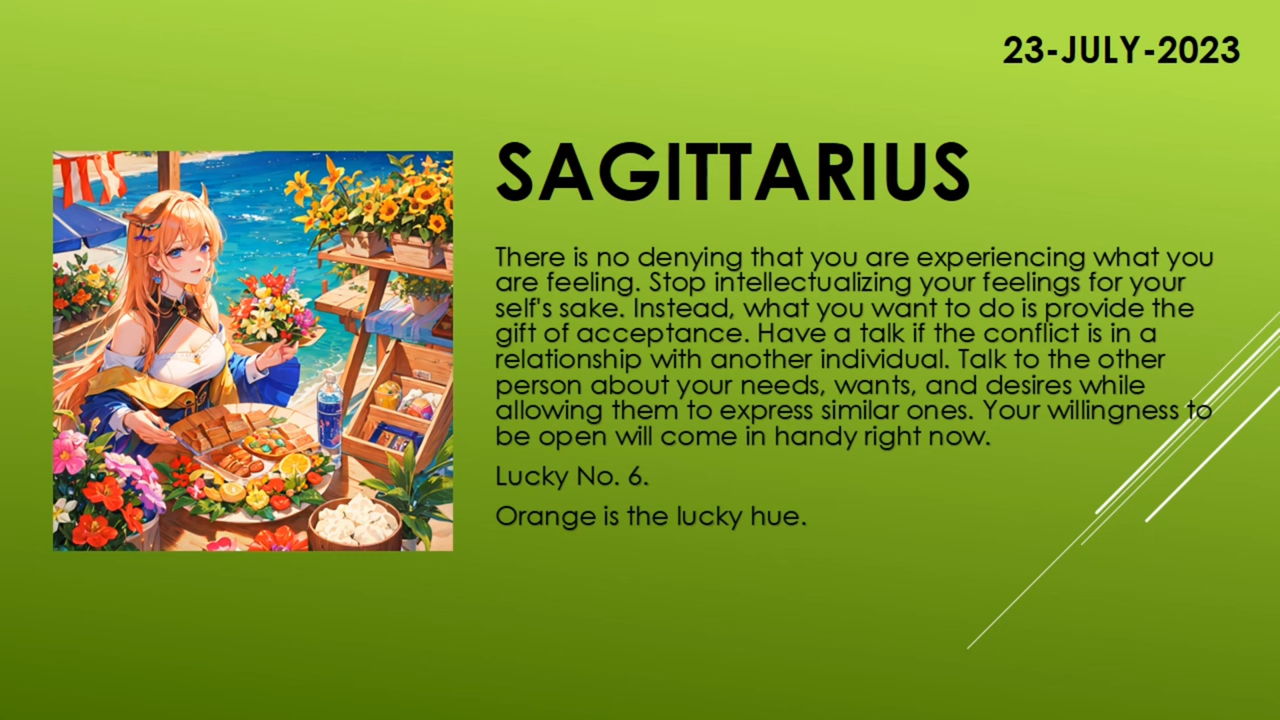 23-JULY-2023
SAGITTARIUS
There is no denying that you are experiencing what you
are feeling. Stop intellectualizing your feelings for your
self's sake. Instead, what you want to do is provide the
gift of acceptance. Have a talk if the conflict is in a
relationship with another individual. Talk to the other
person about your needs, wants, and desires while
allowing them to express similar ones. Your willingness to
be open will come in handy right now.
Lucky No. 6.
Orange is the lucky hue.